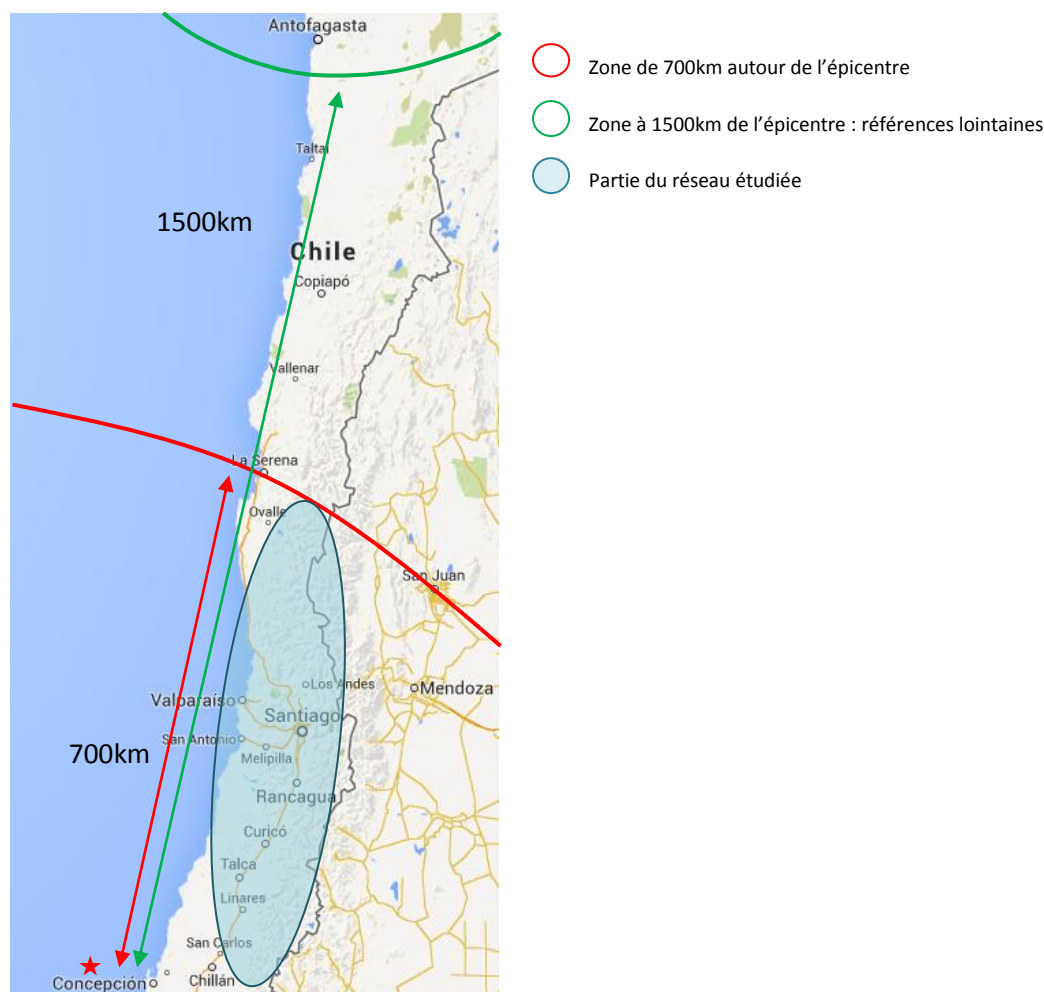 Antofagasta
Zone de 700km autour de l’épicentre
Zone à 1500km de l’épicentre : références lointaines
Partie du réseau étudiée
Taltal
1500km
Chile
Copiapó
Vallenar
La Serena
Ovalle
San Juan
Los Andes
Mendoza
Valparaíso
Santiago
San Antonio
700km
Melipilla
Rancagua
Curicó
Talca
Linares
San Carlos
Concepción
Chillán